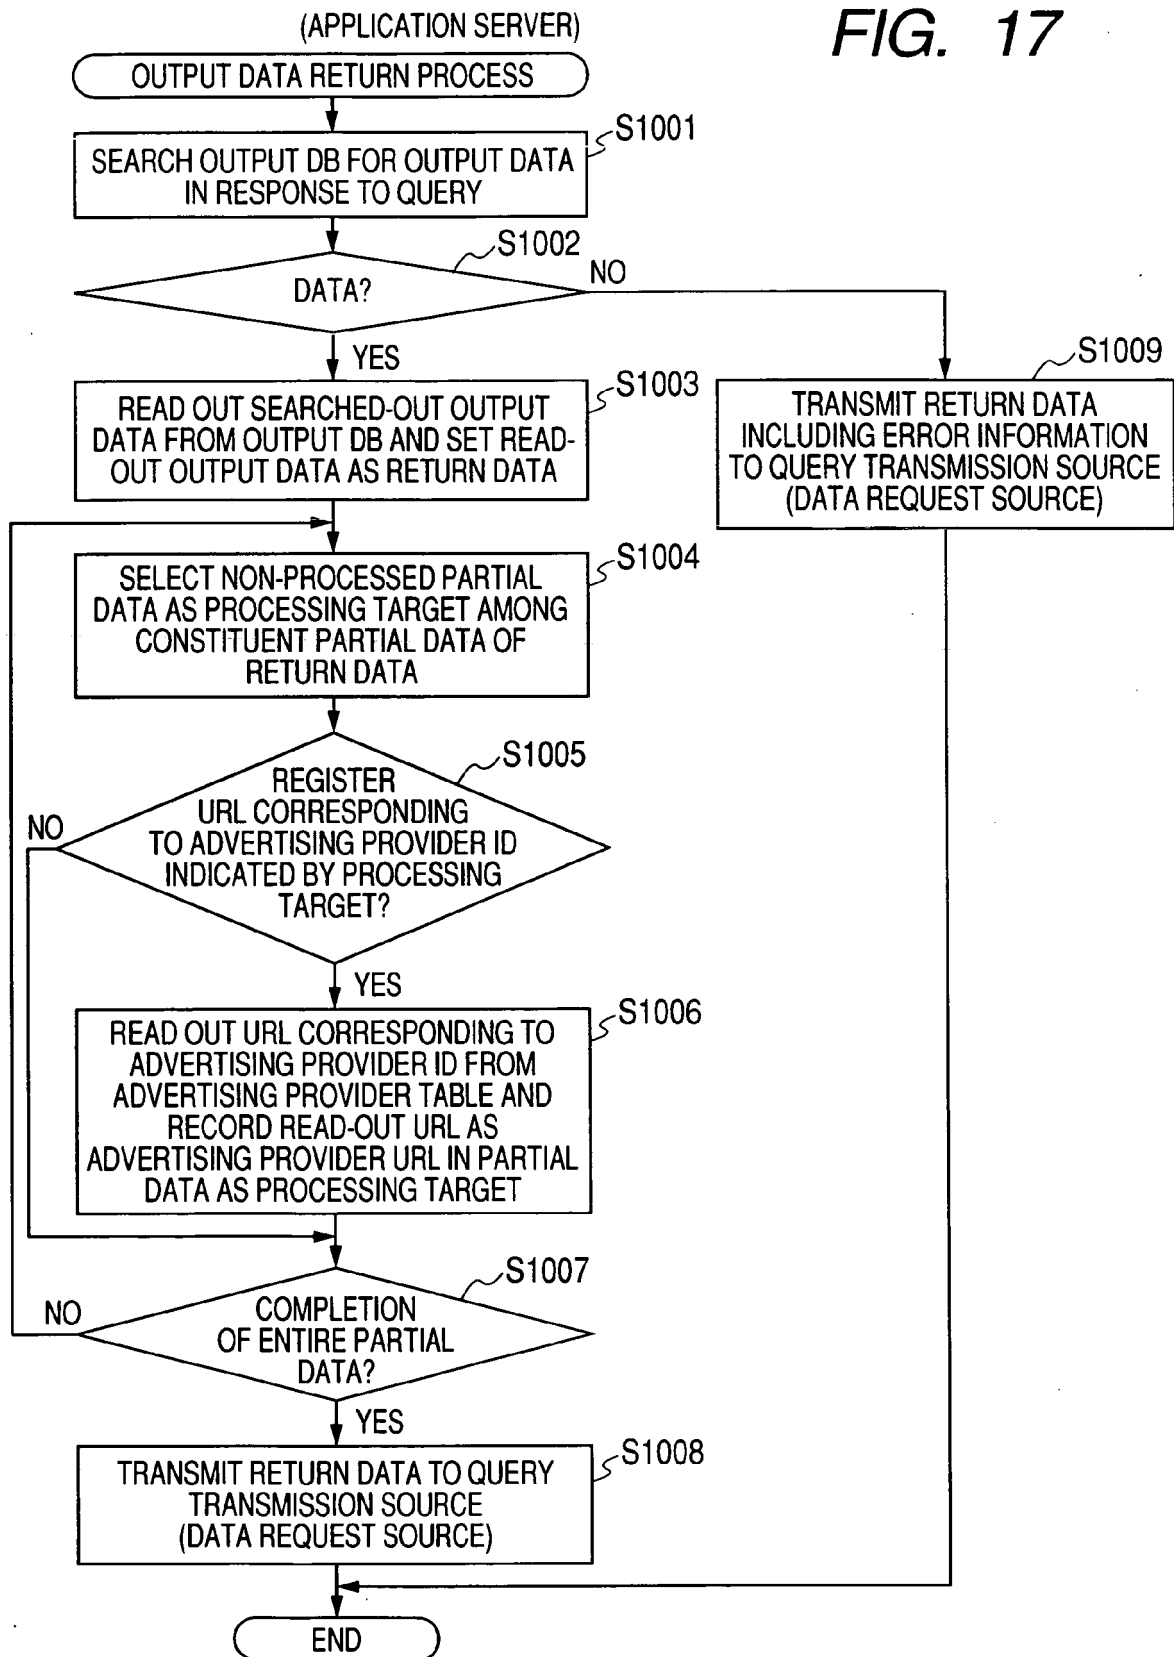 FIG. 17
(APPLICATION SERVER)
OUTPUT DATA RETURN PROCESS
S1001
SEARCH OUTPUT DB FOR OUTPUT DATA
IN RESPONSE TO QUERY
S1002
DATA?
NO
YES
S1003
READ OUT SEARCHED-OUT OUTPUT
DATA FROM OUTPUT DB AND SET READ-
OUT OUTPUT DATA AS RETURN DATA
S1009
TRANSMIT RETURN DATA
INCLUDING ERROR INFORMATION
TO QUERY TRANSMISSION SOURCE
(DATA REQUEST SOURCE)
S1004
SELECT NON-PROCESSED PARTIAL
DATA AS PROCESSING TARGET AMONG
CONSTITUENT PARTIAL DATA OF
RETURN DATA
S1005
REGISTER
URL CORRESPONDING
TO ADVERTISING PROVIDER ID
INDICATED BY PROCESSING
TARGET?
NO
YES
S1006
READ OUT URL CORRESPONDING TO
ADVERTISING PROVIDER ID FROM
ADVERTISING PROVIDER TABLE AND
RECORD READ-OUT URL AS
ADVERTISING PROVIDER URL IN PARTIAL
DATA AS PROCESSING TARGET
S1007
NO
COMPLETION
OF ENTIRE PARTIAL
DATA?
YES
S1008
TRANSMIT RETURN DATA TO QUERY
TRANSMISSION SOURCE
(DATA REQUEST SOURCE)
END